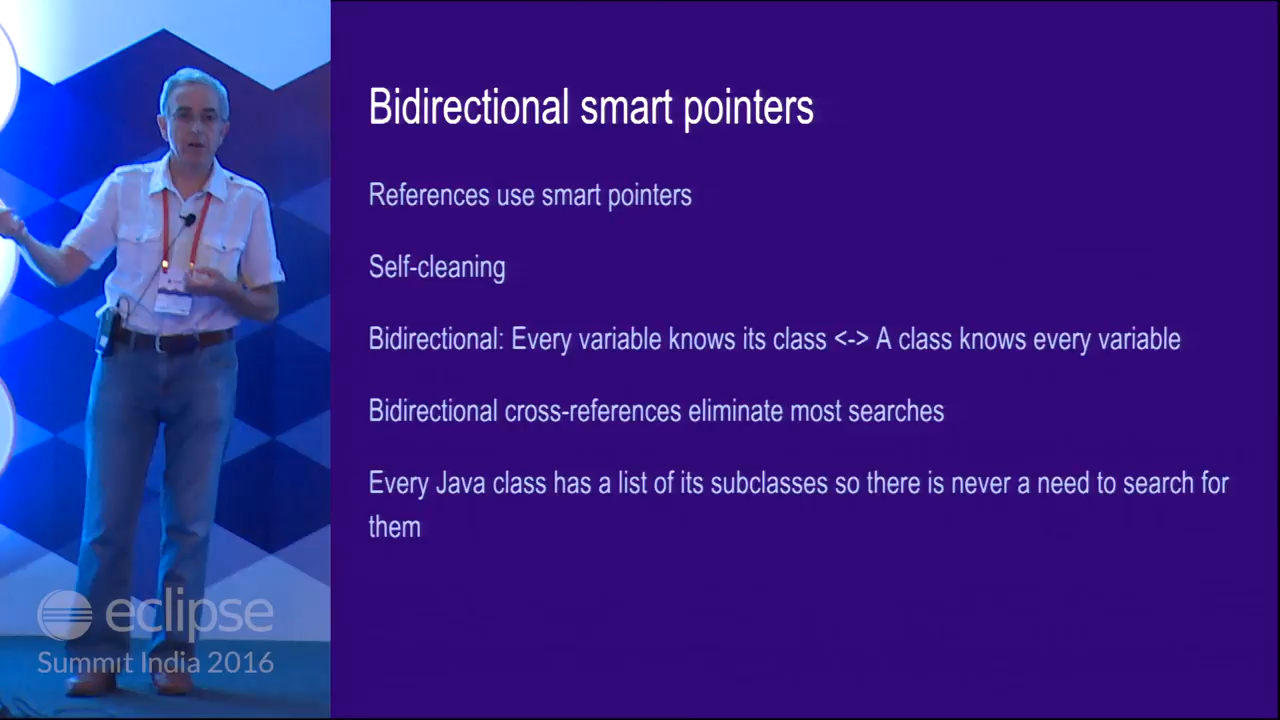 Bidirectional smart pointers
References use smart pointers
Self-cleaning
Bidirectional: Every variable knows its class <-> A class knows every variable
Bidirectional cross-references eliminate most searches
Every Java class has a list of its subclasses so there is never a need to search for
them
eclipse
Summit India 2016